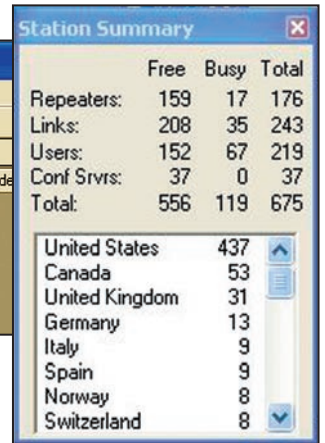 Station Summary
Free Busy Total
Repeaters: 159 17 176
Links: 208 35 243
Users: 152 67 219
Conf Srvrs: 37 0 37
Total: 556 119 675
United States 437
Canada 53
United Kingdom 31
Germany 13
Italy 9
Spain 9
Norway 8
Switzerland 8